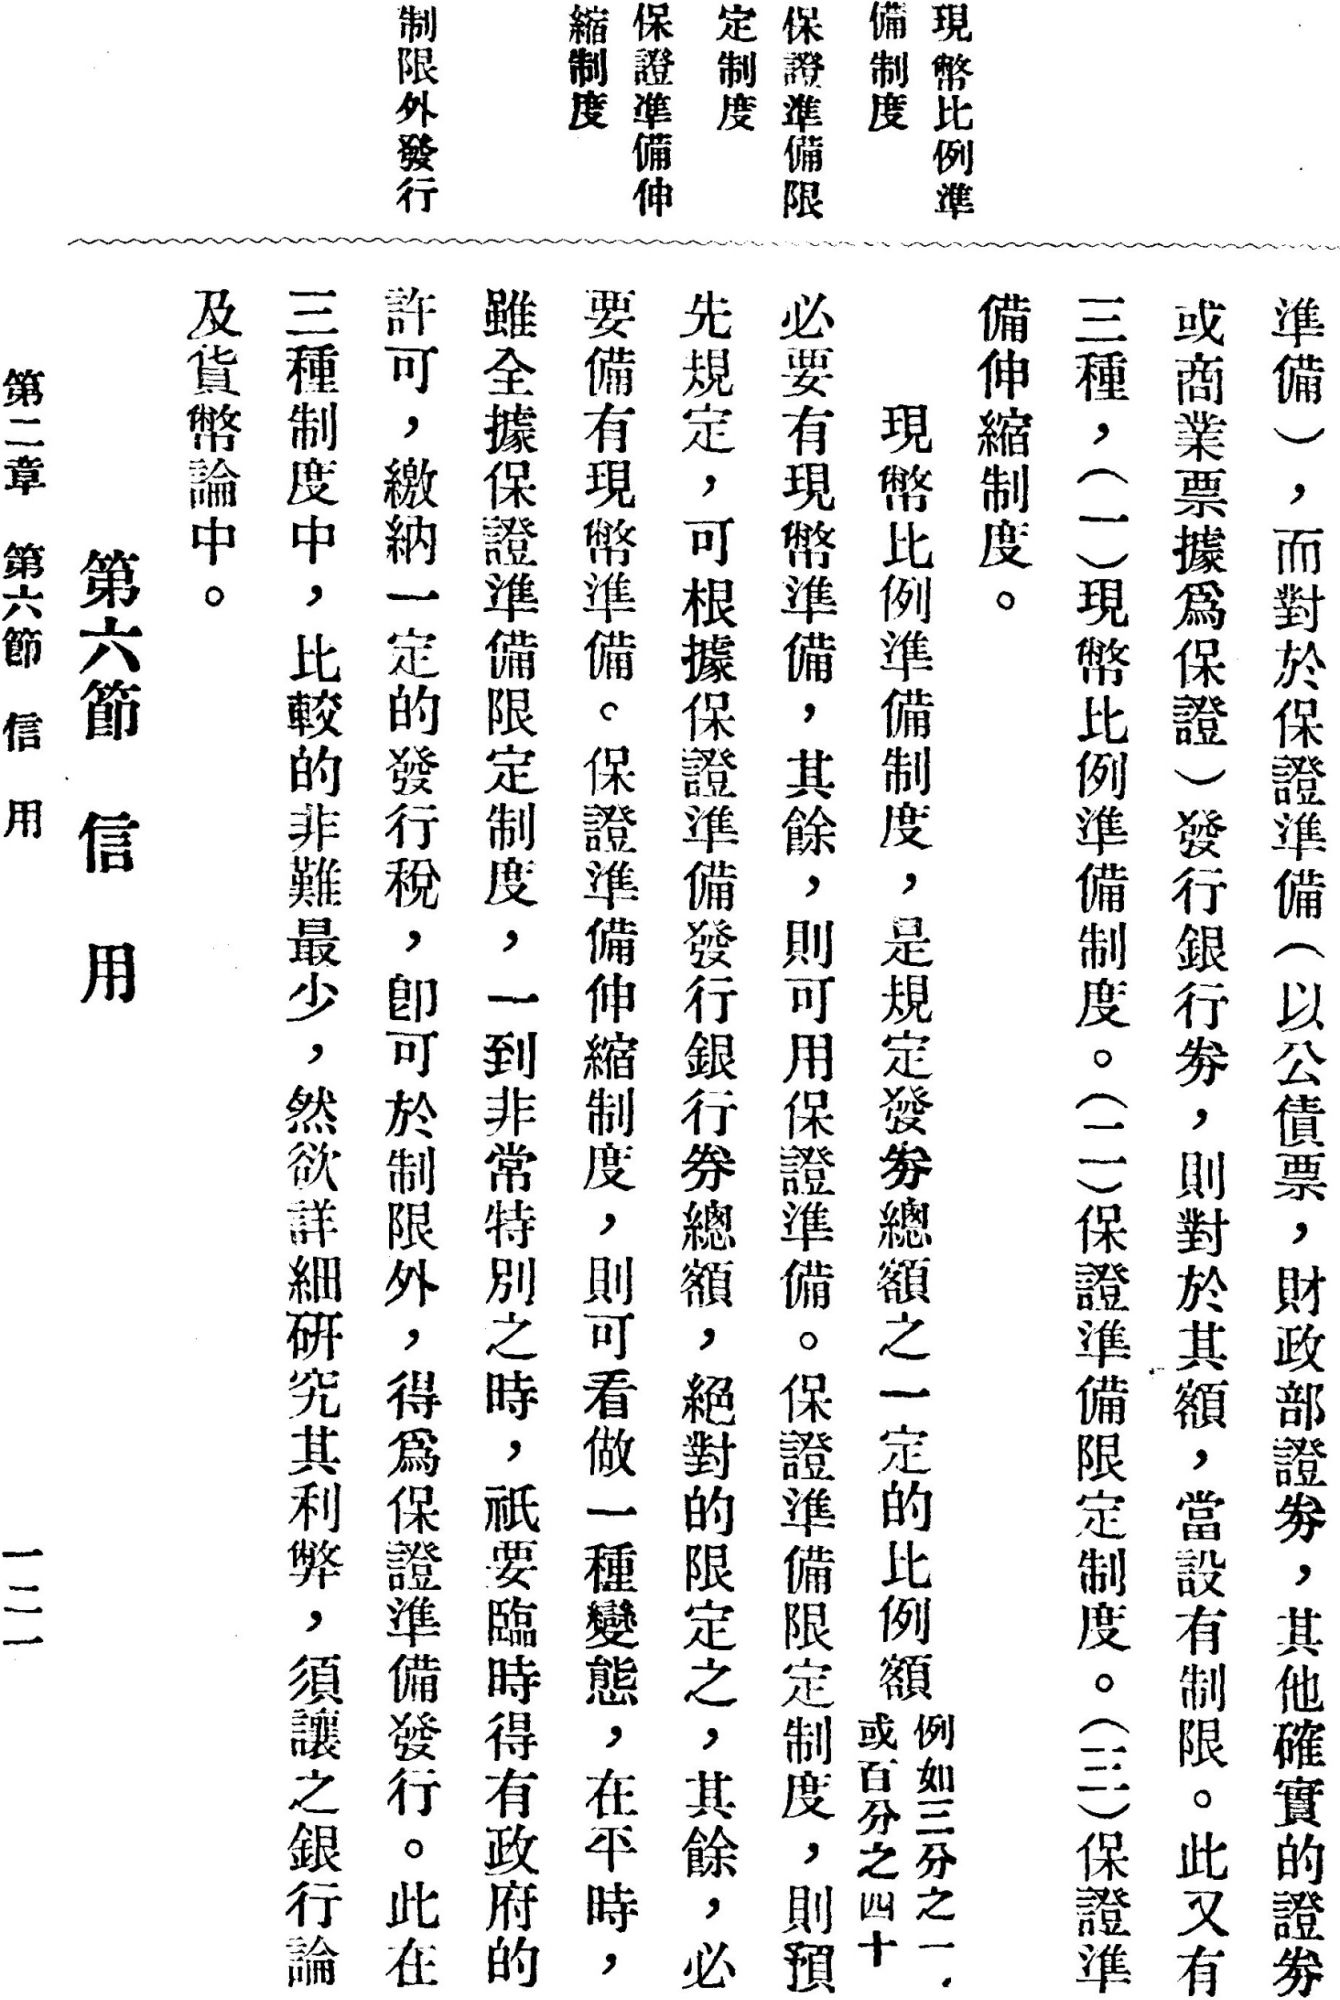 現幣比例準
備制度
保證準備限
定制度
保證準備伸
縮制度
制限外發行
準備），而對於保證準備（以公債票，財政部證劵，其他確實的證劵
或商業票據爲保證）發行銀行劵，則對於其額，當設有制限。此又有
三種，（一）現幣比例準備制度。（二）保證準備限定制度。（三）保證準
備伸縮制度。
現幣比例準備制度，是規定發劵總額之一定的比例額例如三分之一，或百分之四十
必要有現幣準備，其餘，則可用保證準備。保證準備限定制度，則預
先規定，可根據保證準備發行銀行券總額，絕對的限定之，其餘，必
要備有現幣準備。保證準備伸縮制度，則可看做一種變態，在平時，
雖全據保證準備限定制度，一到非常特別之時，祇要臨時得有政府的
許可，繳納一定的發行稅，卽可於制限外，得爲保證準備發行。此在
三種制度中，比較的非難最少，然欲詳細研究其利弊，須讓之銀行論
及貨幣論中。
第六節 信 用
第二章 第六節 信 用
一二一